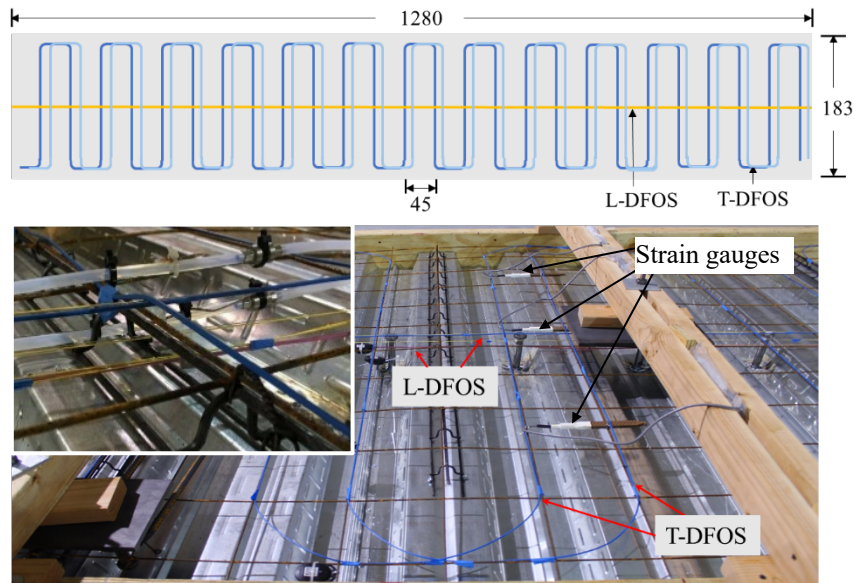 1280
183
45
L-DFOS
T-DFOS
Strain gauges
L-DFOS
T-DFOS